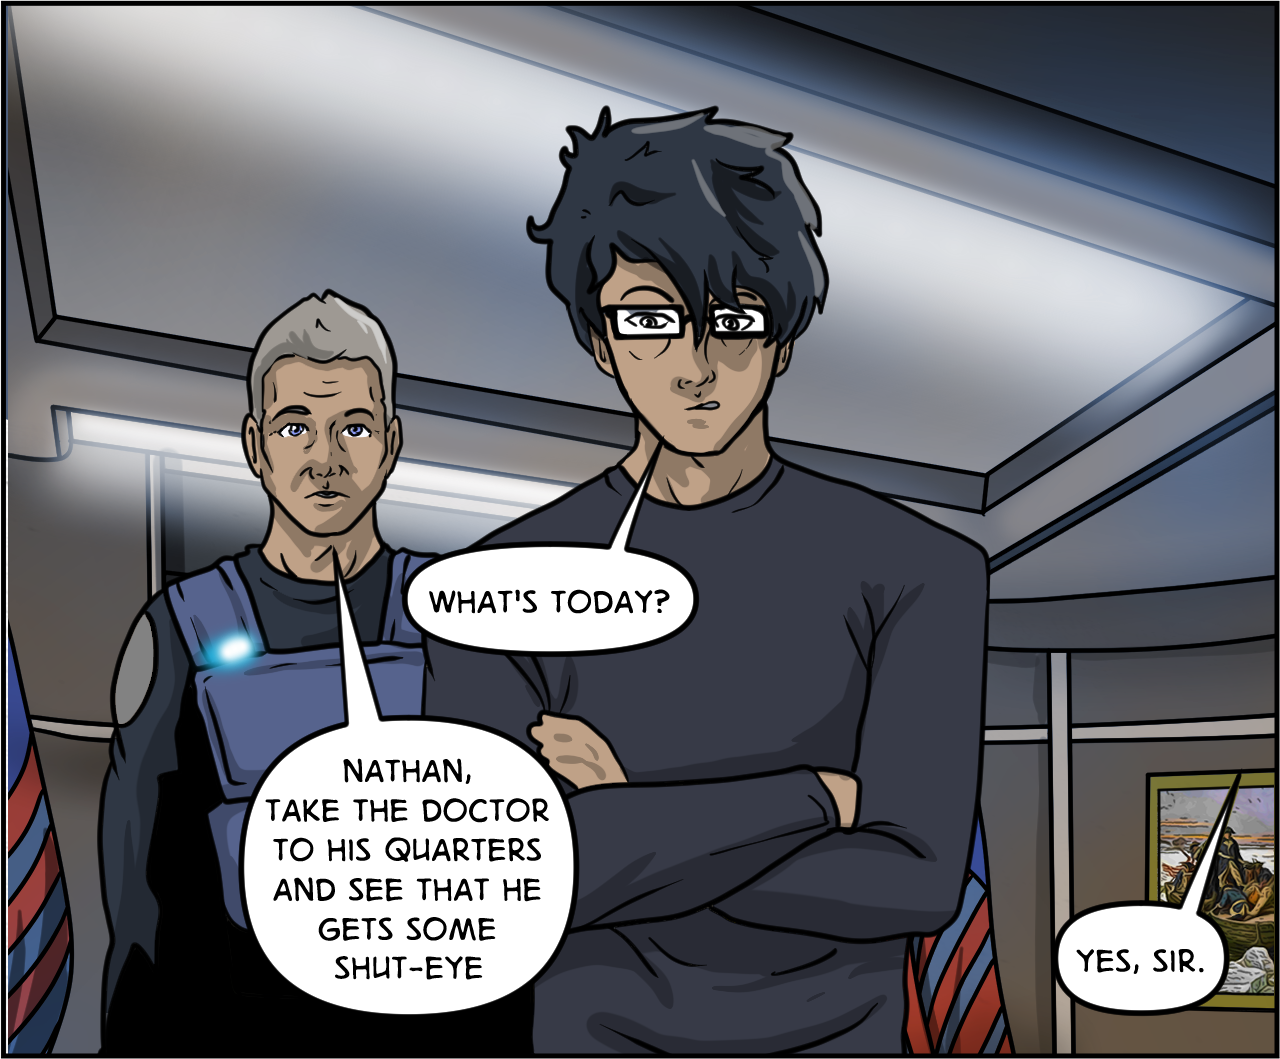 WHAT'S TODAY?
NATHAN,
TAKE THE DOCTOR
TO HIS QUARTERS
AND SEE THAT HE
GETS SOME
SHUT-EYE
YES, SIR.